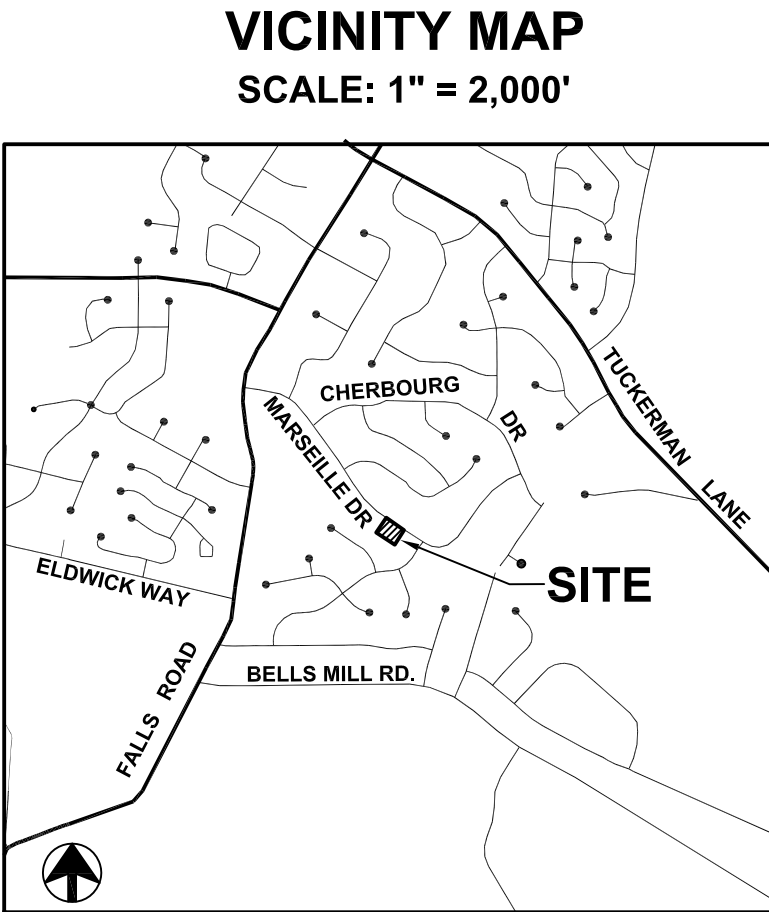 VICINITY MAP
SCALE: 1" = 2,000'
CHERBOURG
DR
MARSEILLE DR
TUCKERMAN LANE
SITE
ELDWICK WAY
BELLS MILL RD.
FALLS ROAD